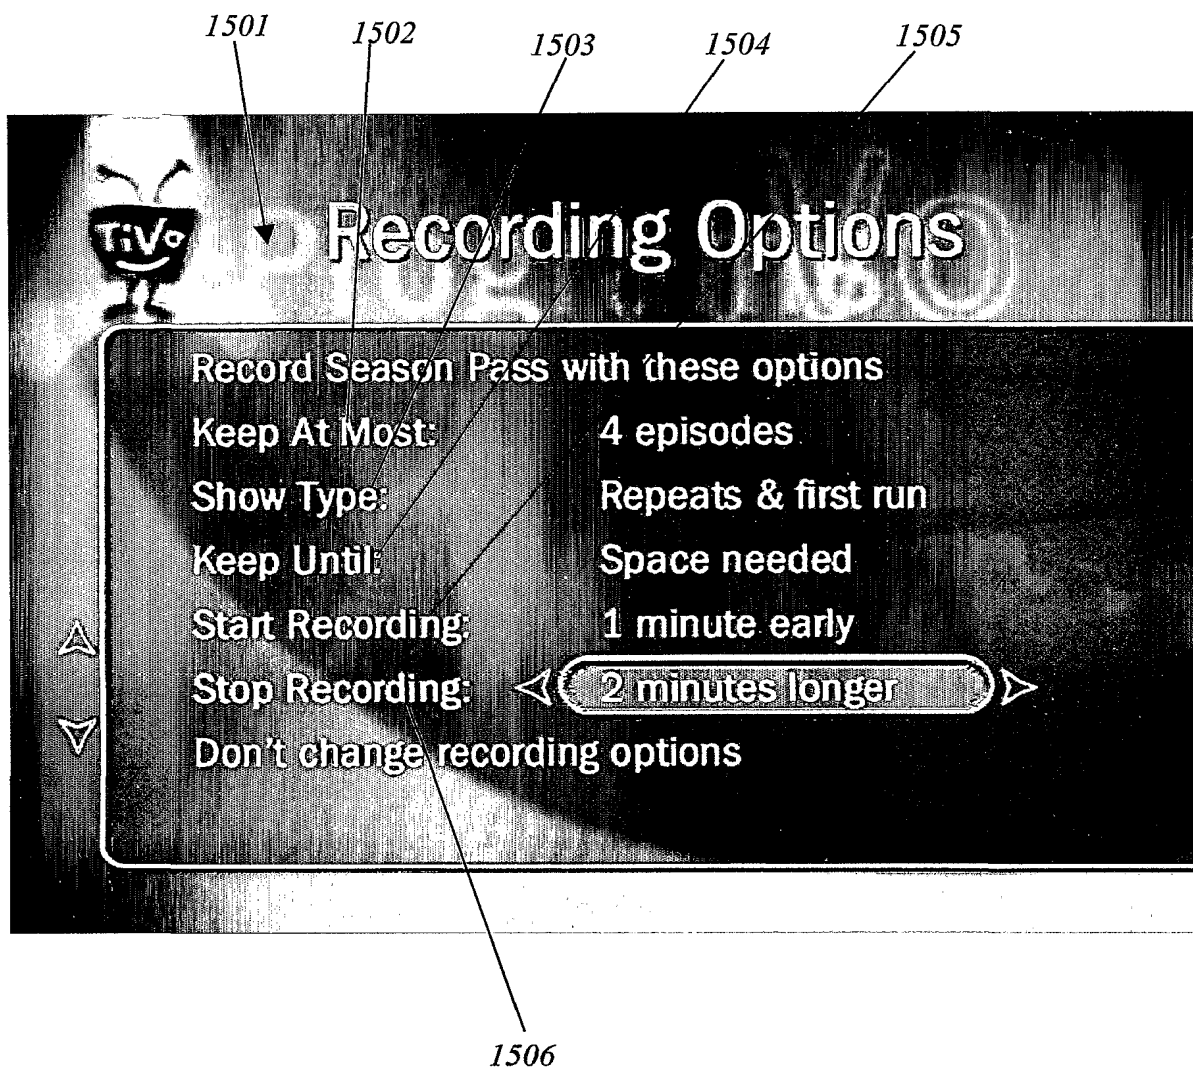 1501 1502 1503 1504 1505
TiVo
Recording Options
Record Season Pass with these options
Keep At Most: 4 episodes
Show Type: Repeats & first run
Keep Until: Space needed
Start Recording: 1 minute early
Stop Recording: 2 minutes longer
Don't change recording options
1506